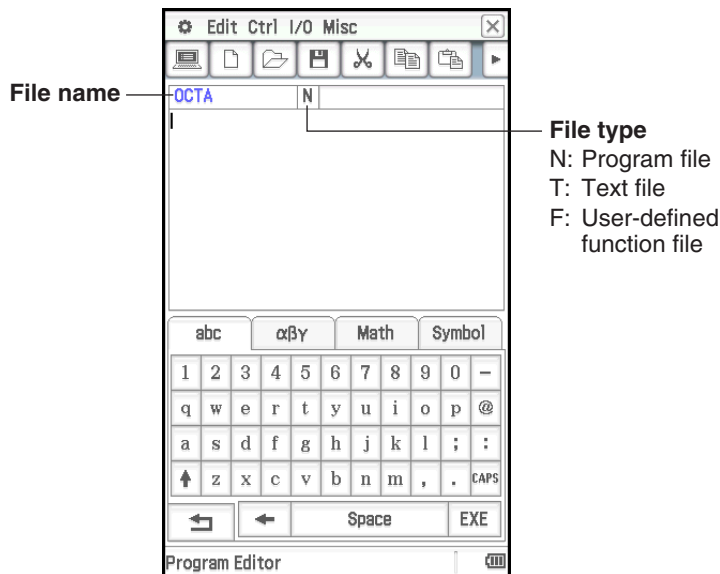 Edit Ctrl I/O Misc
File name
OCTA N
File type
N: Program file
T: Text file
F: User-defined
function file
abc αβγ Math Symbol
1 2 3 4 5 6 7 8 9 0 −
q w e r t y u i o p @
a s d f g h j k l ; :
z x c v b n m , . CAPS
Space EXE
Program Editor